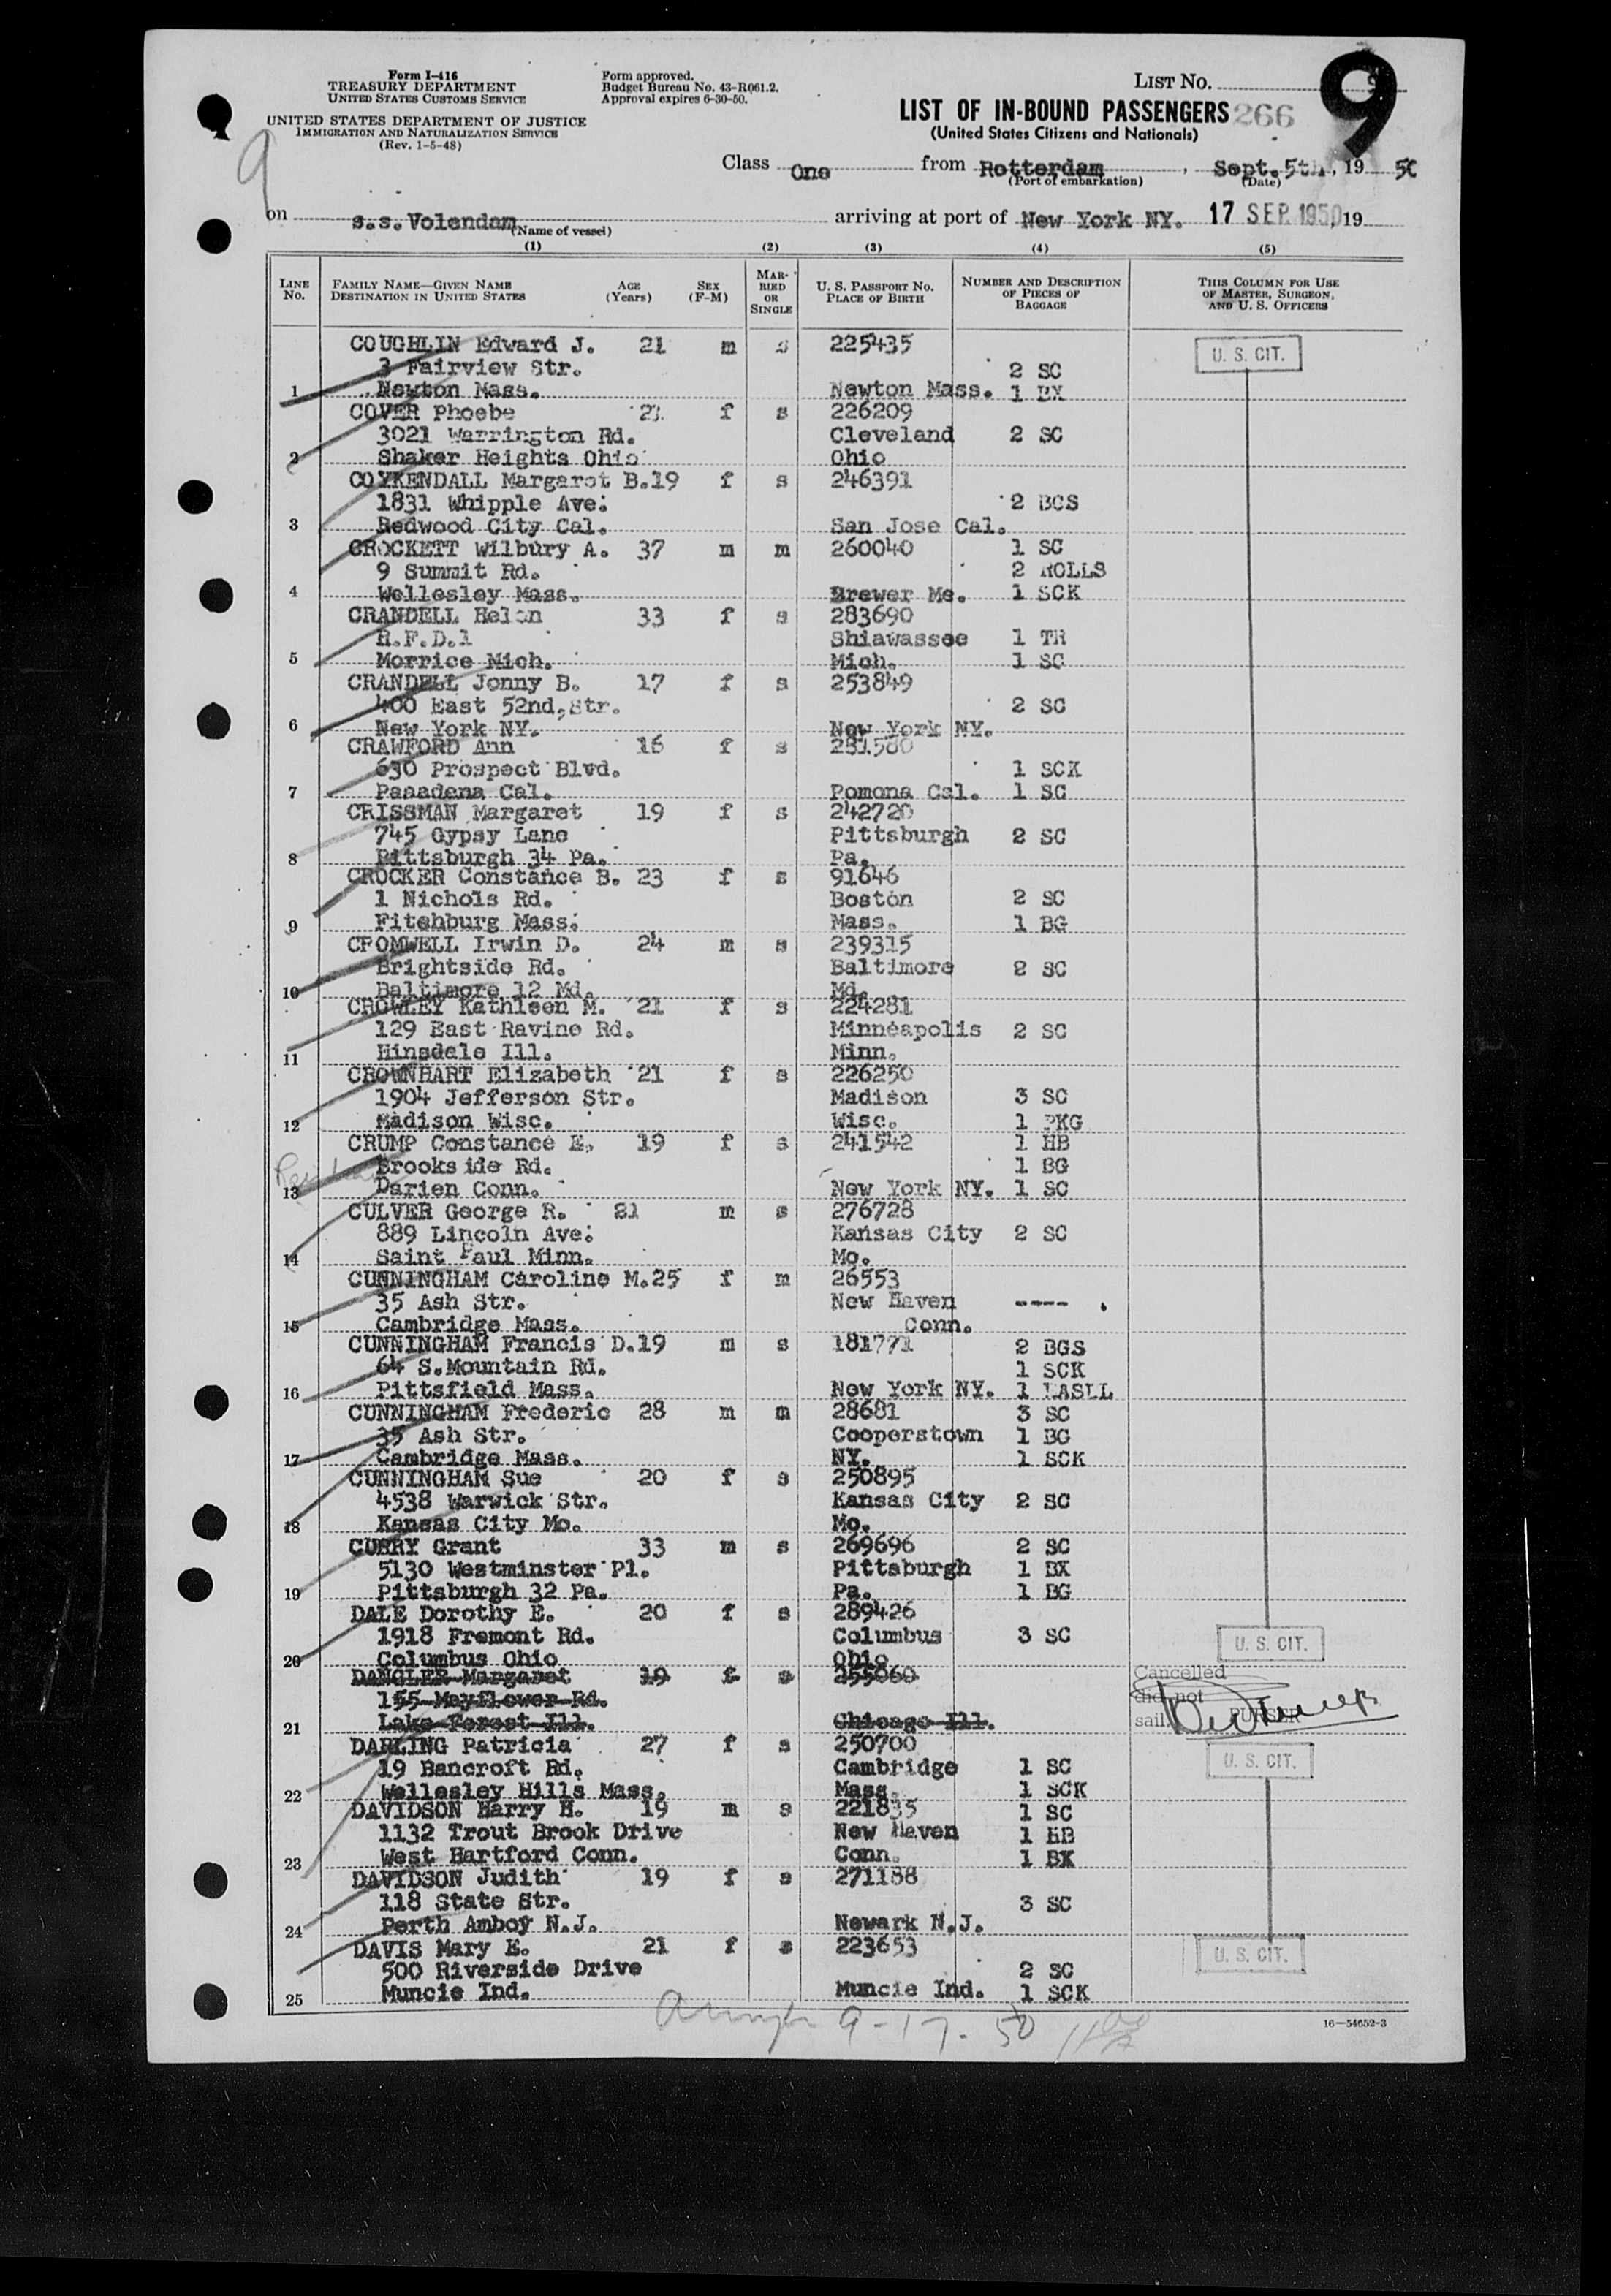 Form I-416
TREASURY DEPARTMENT
UNITED STATES CUSTOMS SERVICE
UNITED STATES DEPARTMENT OF JUSTICE
IMMIGRATION AND NATURALIZATION SERVICE
(Rev. 1-5-48)
Form approved.
Budget Bureau No. 43-R061.2.
Approval expires 6-30-50.
LIST NO. 9
9
LIST OF IN-BOUND PASSENGERS 266
(United States Citizens and Nationals)
9
Class One from Rotterdam, Sept. 5th, 19 50
(Port of embarkation) (Date)
on s.s. Volendam arriving at port of New York NY. 17 SEP 1950, 19
(Name of vessel)
(1) (2) (3) (4) (5)
LINE No. FAMILY NAME—GIVEN NAME DESTINATION IN UNITED STATES AGE (Years) SEX (F-M) MARRIED OR SINGLE U. S. PASSPORT NO. PLACE OF BIRTH NUMBER AND DESCRIPTION OF PIECES OF BAGGAGE THIS COLUMN FOR USE OF MASTER, SURGEON, AND U. S. OFFICERS
COUGHLIN Edward J. 21 m s 225435 U. S. CIT.
3 Fairview Str. 2 SC
1 Newton Mass. Newton Mass. 1 BX
COVER Phoebe f s 226209
3021 Warrington Rd. Cleveland 2 SC
2 Shaker Heights Ohio Ohio
COYKENDALL Margaret B. 19 f s 246391
1831 Whipple Ave: 2 BGS
3 Redwood City Cal. San Jose Cal.
CROCKETT Wilbury A. 37 m m 260040 1 SC
9 Summit Rd. 2 ROLLS
4 Wellesley Mass. Brewer Me. 1 SCK
CRANDELL Helen 33 f s 283690
R.F.D.1 Shiawassee 1 TR
5 Morrice Mich. Mich. 1 SC
CRANDELL Jonny B. 17 f s 253849
400 East 52nd, Str. 2 SC
6 New York NY. New York NY.
CRAWFORD Ann 16 f s 281580
630 Prospect Blvd. 1 SCK
7 Pasadena Cal. Pomona Cal. 1 SC
CRISSMAN Margaret 19 f s 242720
745 Gypsy Lane Pittsburgh 2 SC
8 Pittsburgh 34 Pa. Pa.
CROCKER Constance B. 23 f s 91646
1 Nichols Rd. Boston 2 SC
9 Fitchburg Mass: Mass. 1 BG
CROMWELL Irwin D. 24 m s 239315
Brightside Rd. Baltimore 2 SC
10 Baltimore 12 Md. Md.
CROWLEY Kathleen M. 21 f s 224281
129 East Ravine Rd. Minneapolis 2 SC
11 Hinsdale Ill. Minn.
CROWNHART Elizabeth 21 f s 226250
1904 Jefferson Str. Madison 3 SC
12 Madison Wisc. Wisc. 1 PKG
CRUMP Constance E. 19 f s 241542 1 HB
Brookside Rd. 1 BG
13 Darien Conn. New York NY. 1 SC
CULVER George R. 21 m s 276728
889 Lincoln Ave: Kansas City 2 SC
14 Saint Paul Minn. Mo.
CUNNINGHAM Caroline M. 25 f m 26553
35 Ash Str. New Haven ----
15 Cambridge Mass. Conn.
CUNNINGHAM Francis D. 19 m s 181771 2 BGS
64 S.Mountain Rd. 1 SCK
16 Pittsfield Mass. New York NY. 1
CUNNINGHAM Frederic 28 m m 28681 3 SC
35 Ash Str. Cooperstown 1 BG
17 Cambridge Mass. NY. 1 SCK
CUNNINGHAM Sue 20 f s 250895
4538 Warwick Str. Kansas City 2 SC
18 Kansas City Mo. Mo.
CURRY Grant 33 m s 269696 2 SC
5130 Westminster Pl. Pittsburgh 1 BX
19 Pittsburgh 32 Pa. Pa. 1 BG
DALE Dorothy E. 20 f s 289426
1918 Fremont Rd. Columbus 3 SC U. S. CIT.
20 Columbus Ohio Ohio
DANGLER Margaret 19 f s 255060 Cancelled
155 Mayflower Rd. did not
21 Lake Forest Ill. Chicago Ill. sail. PURSER
DARLING Patricia 27 f s 250700 U. S. CIT.
19 Bancroft Rd. Cambridge 1 SC
22 Wellesley Hills Mass. Mass. 1 SCK
DAVIDSON Harry H. 19 m s 221835 1 SC
1132 Trout Brook Drive New Haven 1 HB
23 West Hartford Conn. Conn. 1 BX
DAVIDSON Judith 19 f s 271188
118 State Str. 3 SC
24 Perth Amboy N.J. Newark N.J.
DAVIS Mary E. 21 f s 223653 U. S. CIT.
500 Riverside Drive 2 SC
25 Muncie Ind. Muncie Ind. 1 SCK
9-17-50 11
16—54652-3